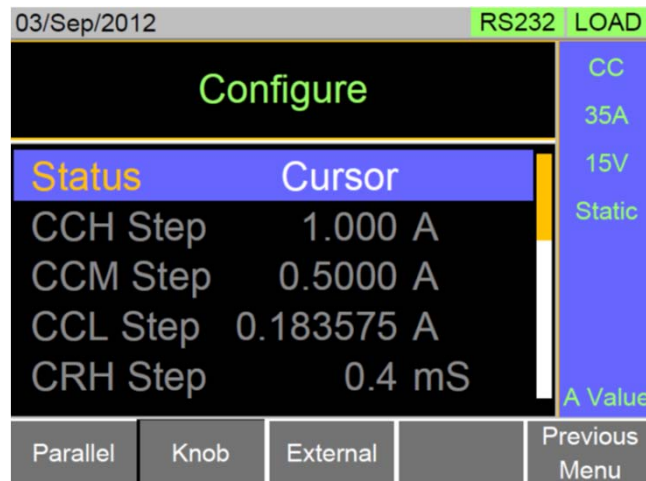 03/Sep/2012 RS232 LOAD
Configure
CC
35A
15V
Static
A Value
Status Cursor
CCH Step 1.000 A
CCM Step 0.5000 A
CCL Step 0.183575 A
CRH Step 0.4 mS
Parallel Knob External Previous Menu